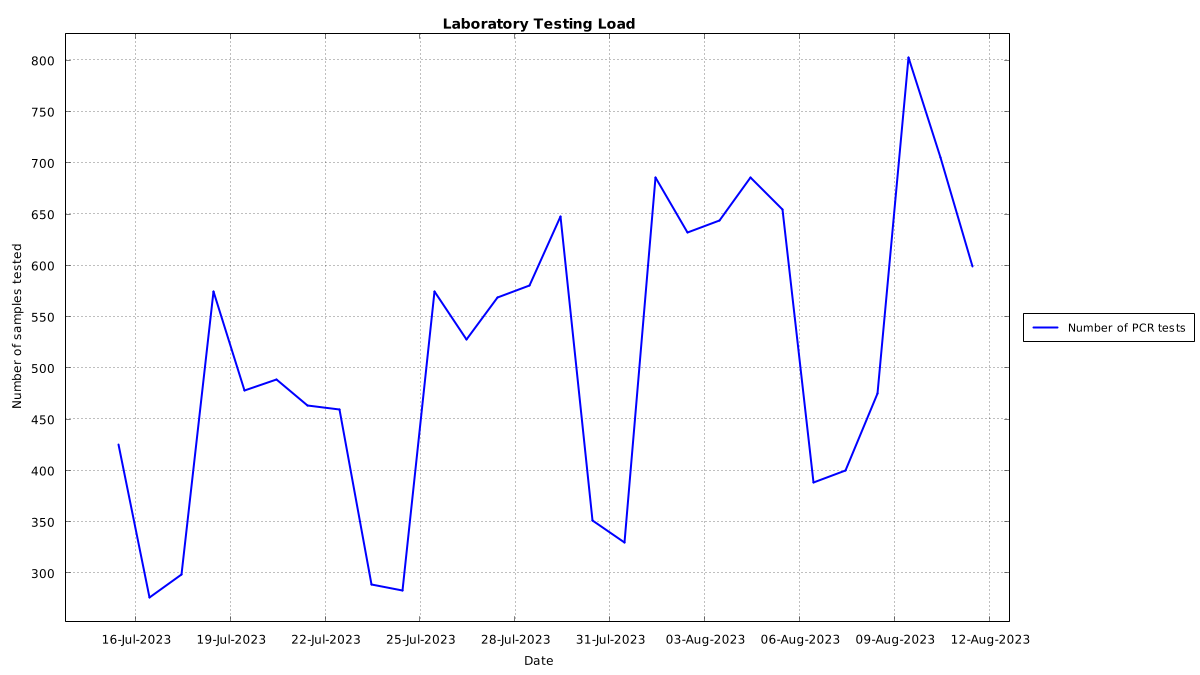 Laboratory Testing Load
800
750
700
650
600
550
500
450
400
350
300
Number of samples tested
16-Jul-2023 19-Jul-2023 22-Jul-2023 25-Jul-2023 28-Jul-2023 31-Jul-2023 03-Aug-2023 06-Aug-2023 09-Aug-2023 12-Aug-2023
Date
Number of PCR tests